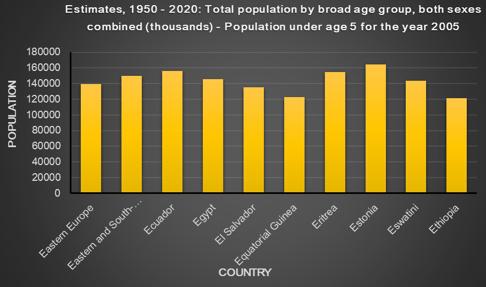 Estimates, 1950 - 2020: Total population by broad age group, both sexes
combined (thousands) - Population under age 5 for the year 2005
POPULATION
180000
160000
140000
120000
100000
80000
60000
40000
20000
0
Eastern Europe
Eastern and South-...
Ecuador
Egypt
El Salvador
Equatorial Guinea
Eritrea
Estonia
Eswatini
Ethiopia
COUNTRY